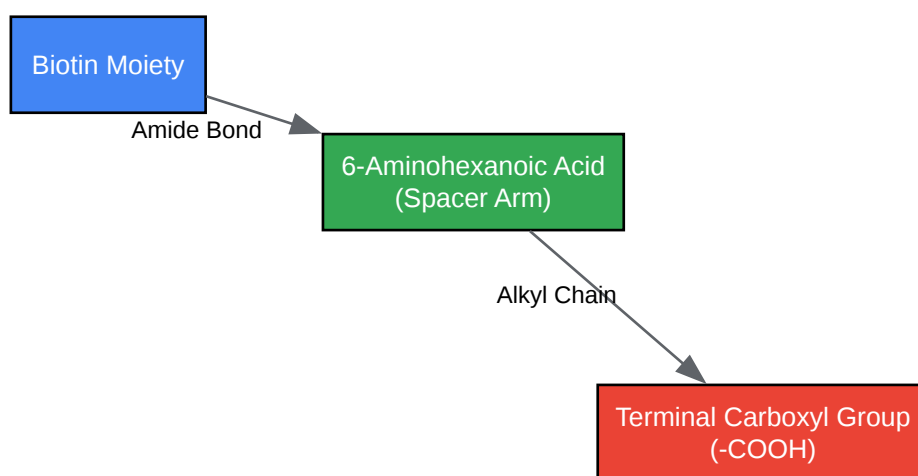 Biotin Moiety
Amide Bond
6-Aminohexanoic Acid
(Spacer Arm)
Alkyl Chain
Terminal Carboxyl Group
(-COOH)